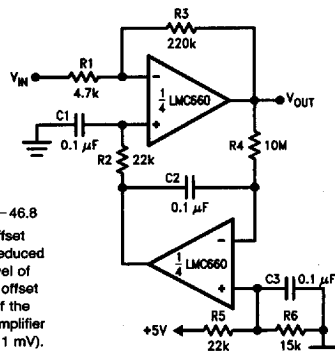 R3
220k
VIN
R1
4.7k
−
1/4 LMC660
+
VOUT
C1
0.1 μF
R2
22k
R4
10M
C2
0.1 μF
−
1/4 LMC660
+
C3
0.1 μF
+5V
R5
22k
R6
15k
−46.8
offset
reduced
level of
offset
f the
amplifier
1 mV).